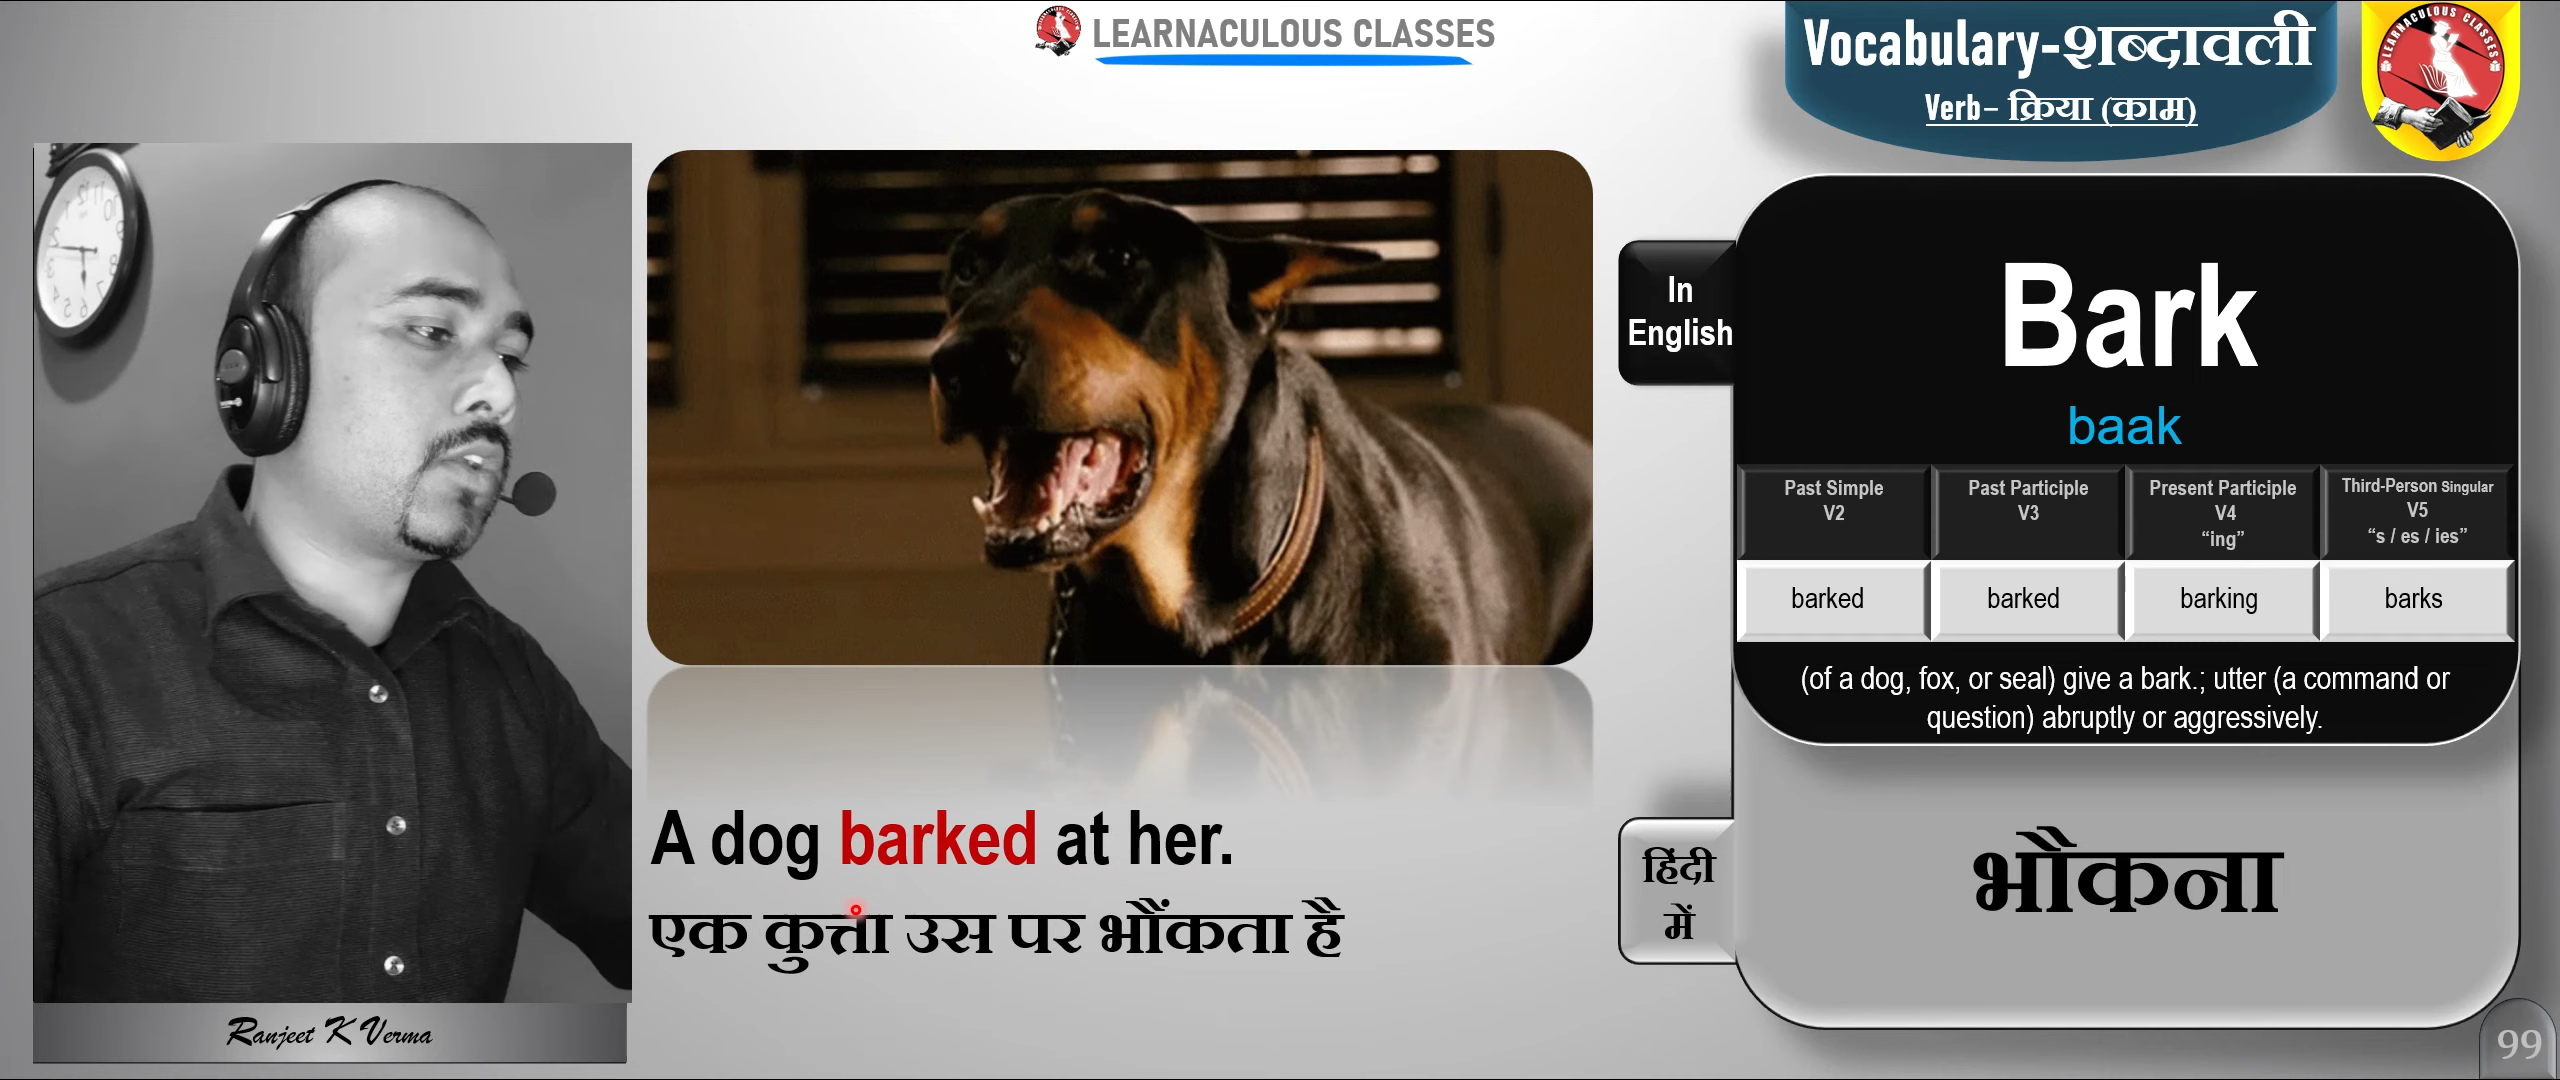 LEARNACULOUS CLASSES
Vocabulary-शब्दावली
Verb– क्रिया (काम)
LEARNACULOUS CLASSES
In
English
Bark
baak
Past Simple
V2
Past Participle
V3
Present Participle
V4
“ing”
Third-Person Singular
V5
“s / es / ies”
barked
barked
barking
barks
(of a dog, fox, or seal) give a bark.; utter (a command or
question) abruptly or aggressively.
A dog barked at her.
एक कुत्ता उस पर भौंकता है
हिंदी
में
भौंकना
Ranjeet K Verma
99